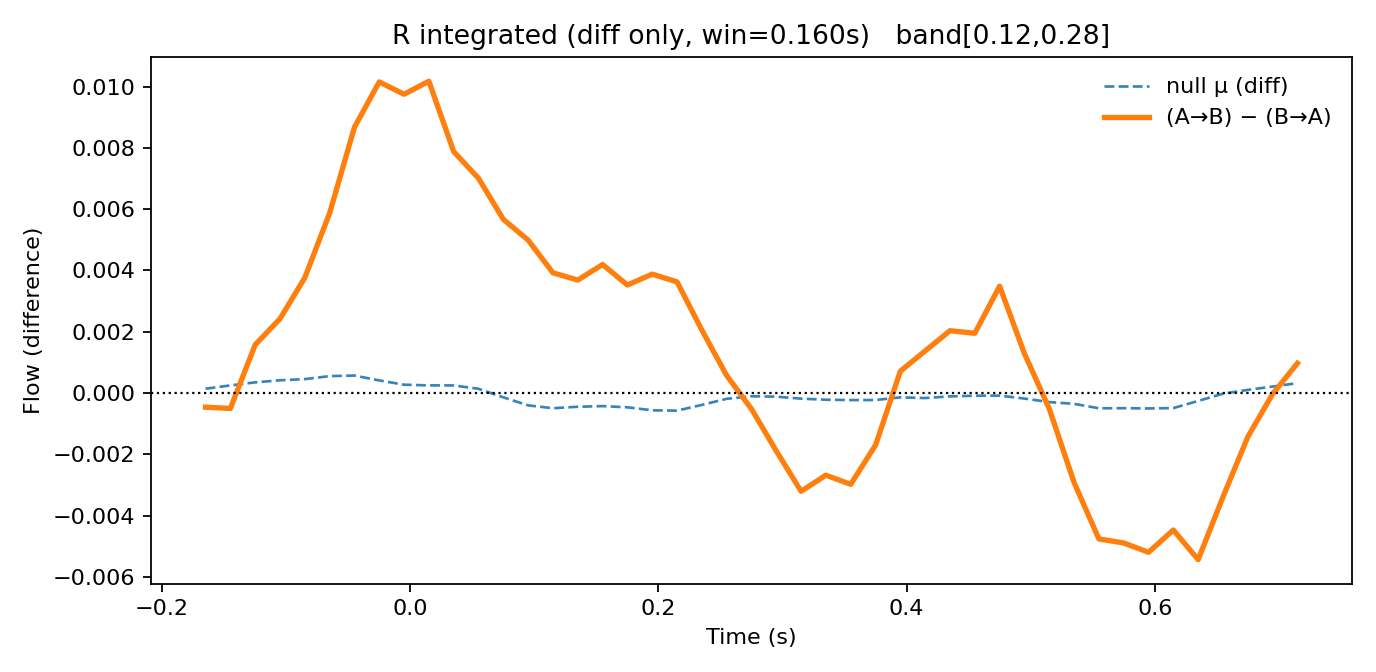 R integrated (diff only, win=0.160s)   band[0.12,0.28]
null μ (diff)
(A→B) − (B→A)
Flow (difference)
0.010
0.008
0.006
0.004
0.002
0.000
−0.002
−0.004
−0.006
−0.2
0.0
0.2
0.4
0.6
Time (s)